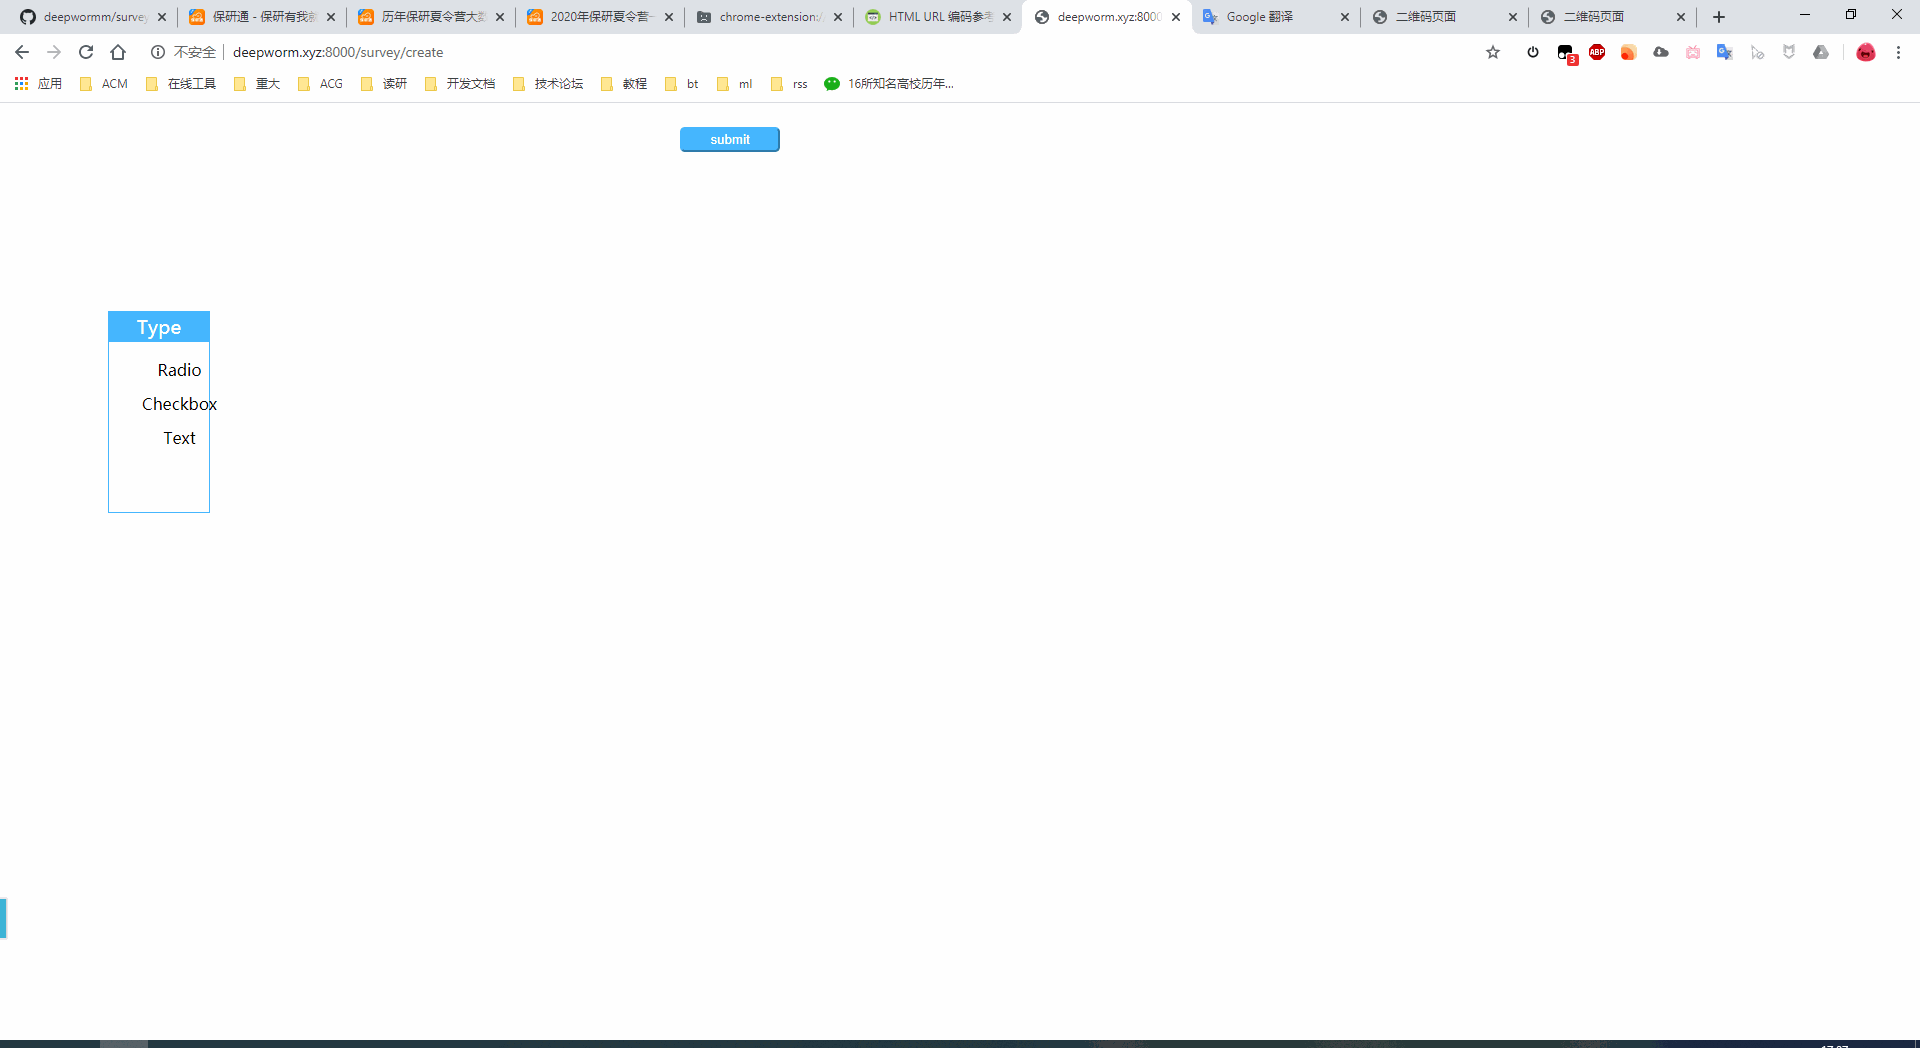 deepwormm/survey
保研通 - 保研有我
历年保研夏令营大
2020年保研夏令营
chrome-extension:/
HTML URL 编码参
deepworm.xyz:8000
Google 翻译
二维码页面
二维码页面
不安全
deepworm.xyz:8000/survey/create
3
ABP
应用
ACM
在线工具
重大
ACG
读研
开发文档
技术论坛
教程
bt
ml
rss
16所知名高校历年...
submit
Type
Radio
Checkbox
Text